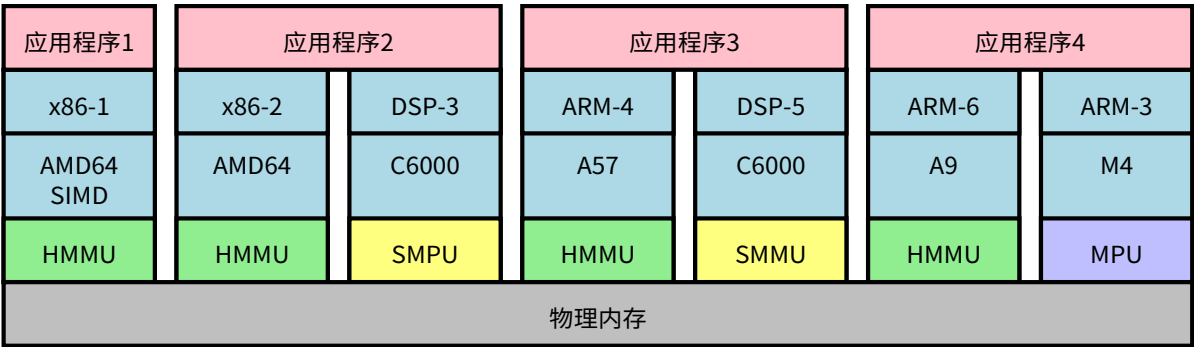 应用程序1
应用程序2
应用程序3
应用程序4
x86-1
x86-2
DSP-3
ARM-4
DSP-5
ARM-6
ARM-3
AMD64
SIMD
AMD64
C6000
A57
C6000
A9
M4
HMMU
HMMU
SMPU
HMMU
SMMU
HMMU
MPU
物理内存